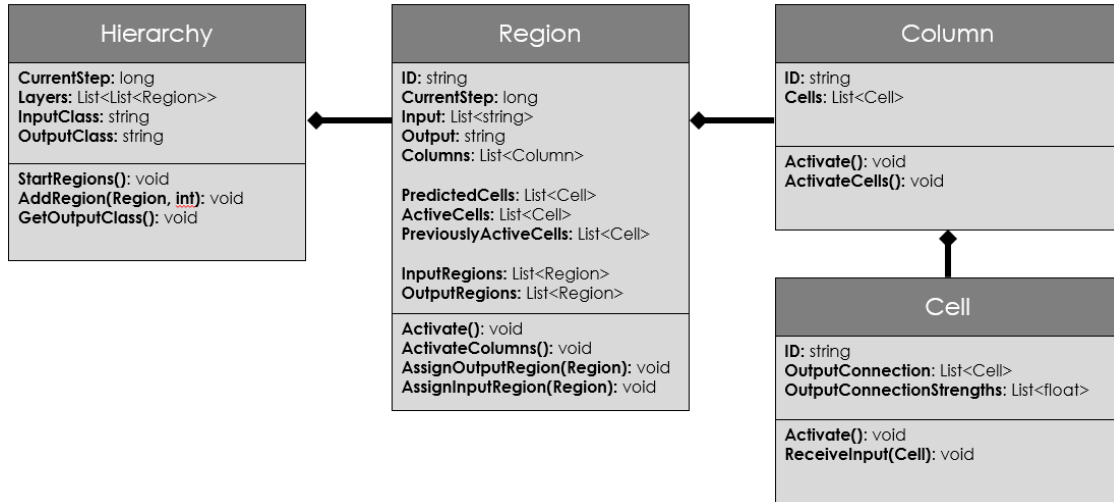 Hierarchy
CurrentStep: long
Layers: List<List<Region>>
InputClass: string
OutputClass: string
StartRegions(): void
AddRegion(Region, int): void
GetOutputClass(): void
Region
ID: string
CurrentStep: long
Input: List<string>
Output: string
Columns: List<Column>
PredictedCells: List<Cell>
ActiveCells: List<Cell>
PreviouslyActiveCells: List<Cell>
InputRegions: List<Region>
OutputRegions: List<Region>
Activate(): void
ActivateColumns(): void
AssignOutputRegion(Region): void
AssignInputRegion(Region): void
Column
ID: string
Cells: List<Cell>
Activate(): void
ActivateCells(): void
Cell
ID: string
OutputConnection: List<Cell>
OutputConnectionStrengths: List<float>
Activate(): void
ReceiveInput(Cell): void